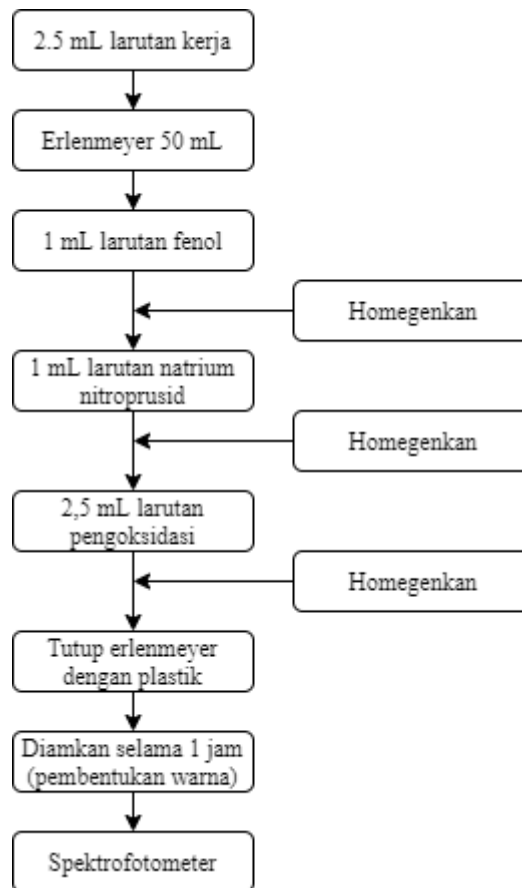 2.5 mL larutan kerja
Erlenmeyer 50 mL
1 mL larutan fenol
Homegenkan
1 mL larutan natrium
nitroprusid
Homegenkan
2,5 mL larutan
pengoksidasi
Homegenkan
Tutup erlenmeyer
dengan plastik
Diamkan selama 1 jam
(pembentukan warna)
Spektrofotometer